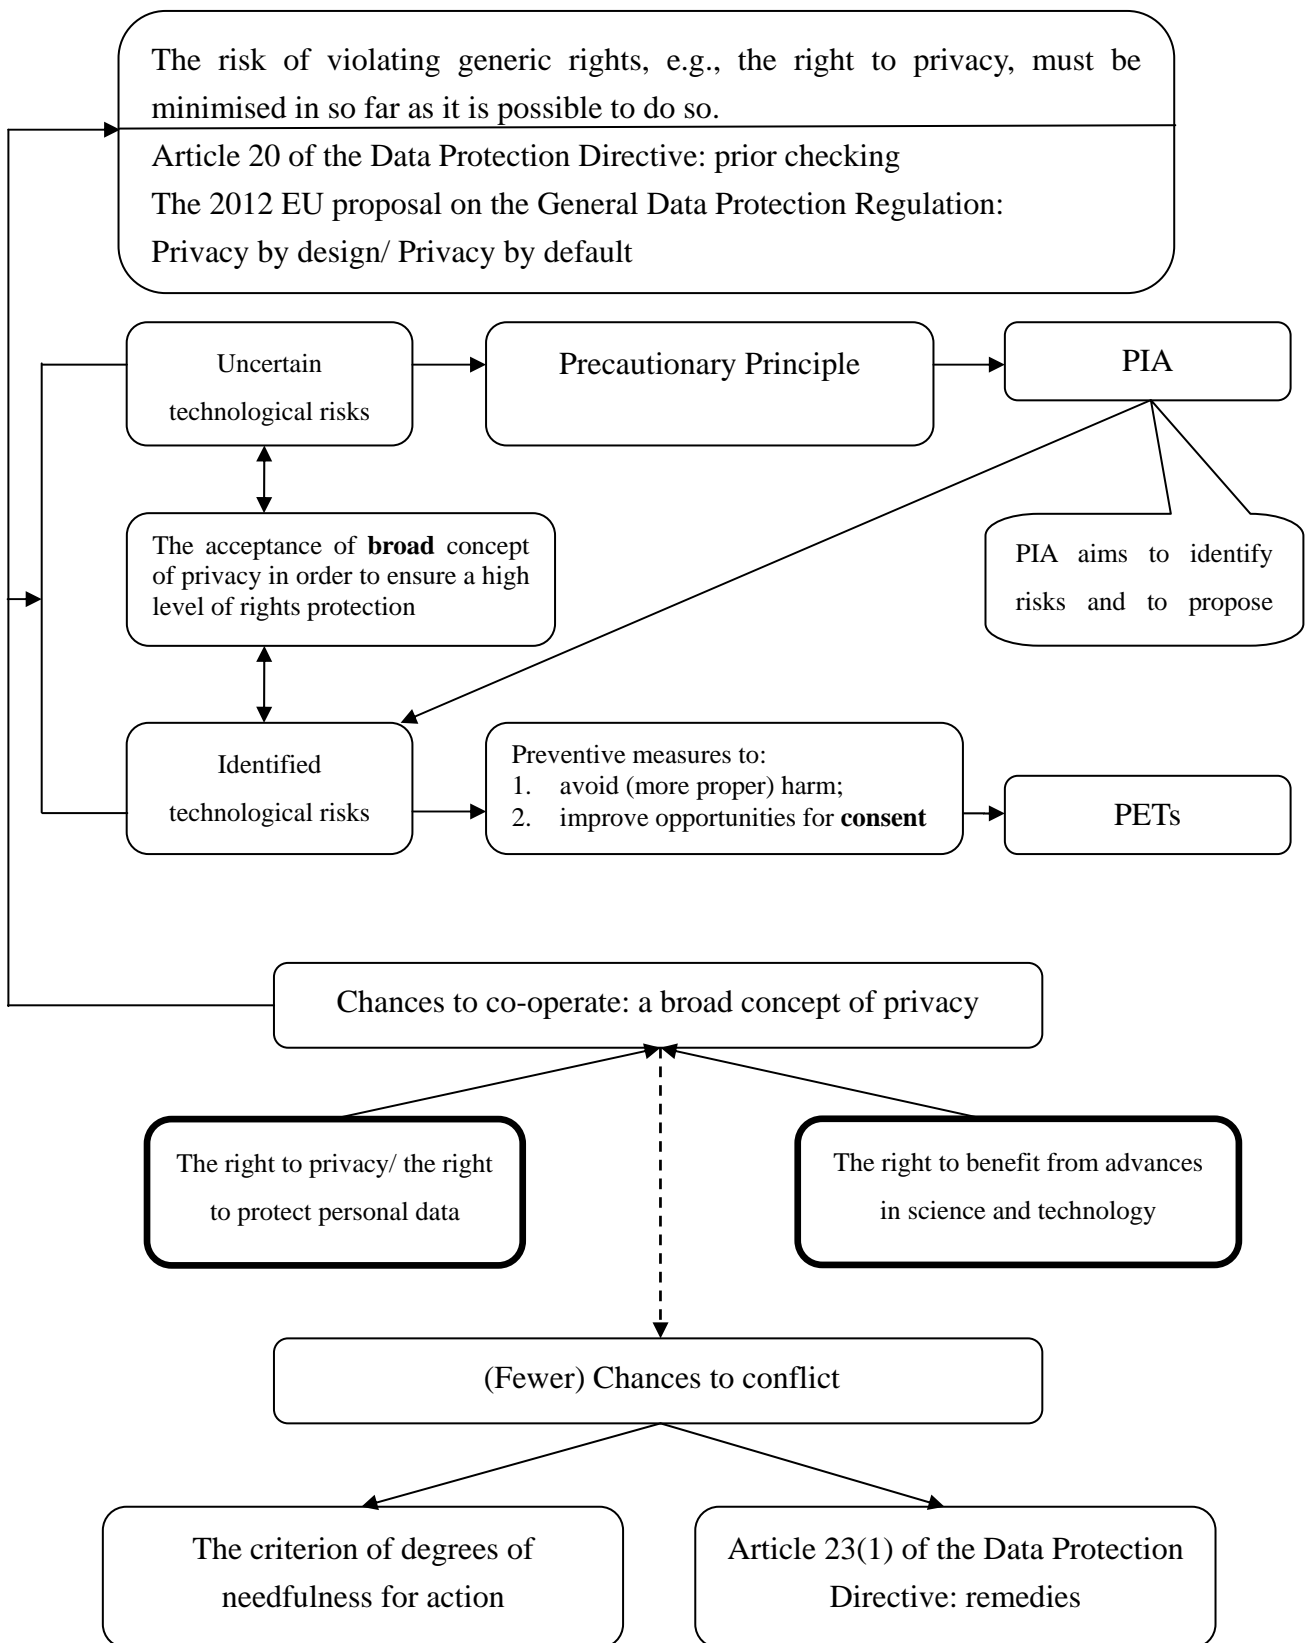 The risk of violating generic rights, e.g., the right to privacy, must be
minimised in so far as it is possible to do so.
Article 20 of the Data Protection Directive: prior checking
The 2012 EU proposal on the General Data Protection Regulation:
Privacy by design/ Privacy by default
Uncertain
technological risks
Precautionary Principle
PIA
The acceptance of broad concept
of privacy in order to ensure a high
level of rights protection
PIA aims to identify
risks and to propose
Identified
technological risks
Preventive measures to:
1. avoid (more proper) harm;
2. improve opportunities for consent
PETs
Chances to co-operate: a broad concept of privacy
The right to privacy/ the right
to protect personal data
The right to benefit from advances
in science and technology
(Fewer) Chances to conflict
The criterion of degrees of
needfulness for action
Article 23(1) of the Data Protection
Directive: remedies